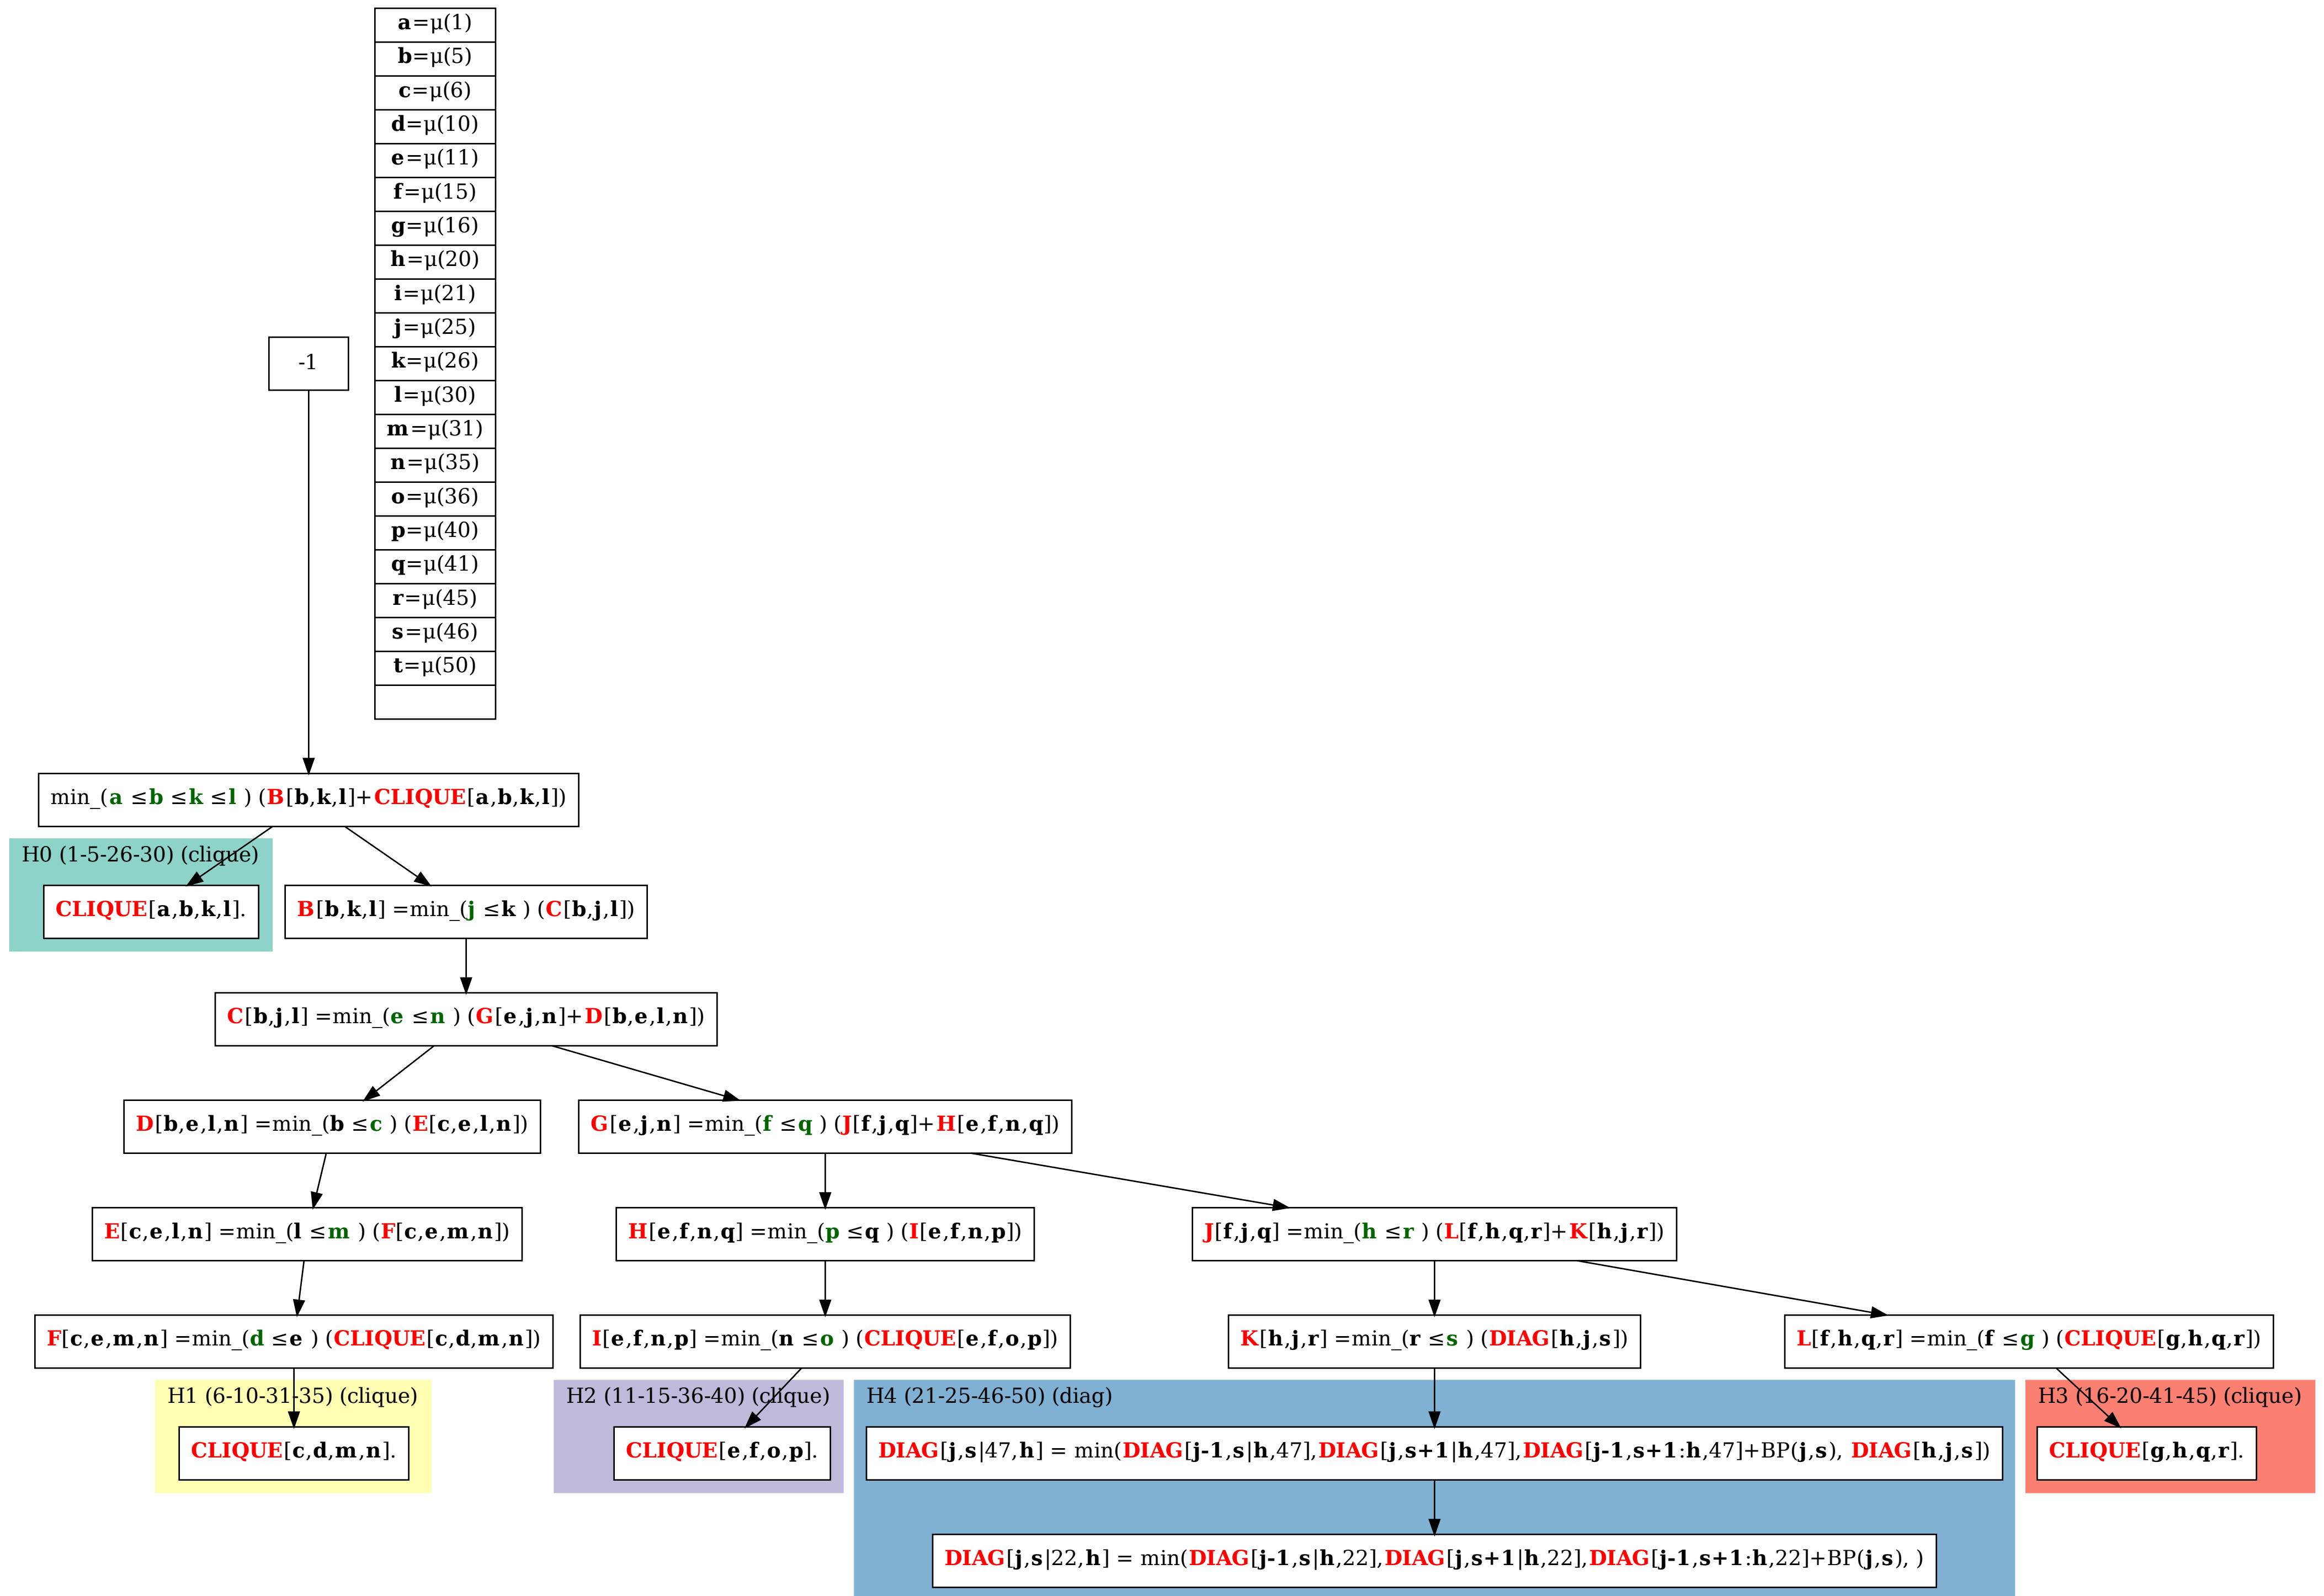 a=μ(1)
b=μ(5)
c=μ(6)
d=μ(10)
e=μ(11)
f=μ(15)
g=μ(16)
h=μ(20)
i=μ(21)
j=μ(25)
k=μ(26)
l=μ(30)
m=μ(31)
n=μ(35)
o=μ(36)
p=μ(40)
q=μ(41)
r=μ(45)
s=μ(46)
t=μ(50)
-1
min_(a ≤b ≤k ≤l ) (B[b,k,l]+CLIQUE[a,b,k,l])
H0 (1-5-26-30) (clique)
CLIQUE[a,b,k,l].
B[b,k,l] =min_(j ≤k ) (C[b,j,l])
C[b,j,l] =min_(e ≤n ) (G[e,j,n]+D[b,e,l,n])
D[b,e,l,n] =min_(b ≤c ) (E[c,e,l,n])
G[e,j,n] =min_(f ≤q ) (J[f,j,q]+H[e,f,n,q])
E[c,e,l,n] =min_(l ≤m ) (F[c,e,m,n])
H[e,f,n,q] =min_(p ≤q ) (I[e,f,n,p])
J[f,j,q] =min_(h ≤r ) (L[f,h,q,r]+K[h,j,r])
F[c,e,m,n] =min_(d ≤e ) (CLIQUE[c,d,m,n])
I[e,f,n,p] =min_(n ≤o ) (CLIQUE[e,f,o,p])
K[h,j,r] =min_(r ≤s ) (DIAG[h,j,s])
L[f,h,q,r] =min_(f ≤g ) (CLIQUE[g,h,q,r])
H1 (6-10-31-35) (clique)
CLIQUE[c,d,m,n].
H2 (11-15-36-40) (clique)
CLIQUE[e,f,o,p].
H4 (21-25-46-50) (diag)
DIAG[j,s|47,h] = min(DIAG[j-1,s|h,47],DIAG[j,s+1|h,47],DIAG[j-1,s+1:h,47]+BP(j,s), DIAG[h,j,s])
DIAG[j,s|22,h] = min(DIAG[j-1,s|h,22],DIAG[j,s+1|h,22],DIAG[j-1,s+1:h,22]+BP(j,s), )
H3 (16-20-41-45) (clique)
CLIQUE[g,h,q,r].